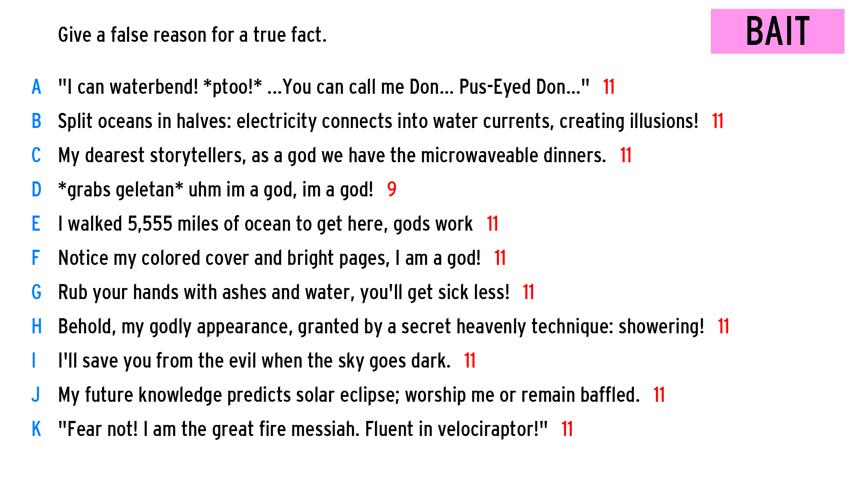 Give a false reason for a true fact.
BAIT
A "I can waterbend! *ptoo!* ...You can call me Don... Pus-Eyed Don..." 11
B Split oceans in halves: electricity connects into water currents, creating illusions! 11
C My dearest storytellers, as a god we have the microwaveable dinners. 11
D *grabs geletan* uhm im a god, im a god! 9
E I walked 5,555 miles of ocean to get here, gods work 11
F Notice my colored cover and bright pages, I am a god! 11
G Rub your hands with ashes and water, you'll get sick less! 11
H Behold, my godly appearance, granted by a secret heavenly technique: showering! 11
I I'll save you from the evil when the sky goes dark. 11
J My future knowledge predicts solar eclipse; worship me or remain baffled. 11
K "Fear not! I am the great fire messiah. Fluent in velociraptor!" 11